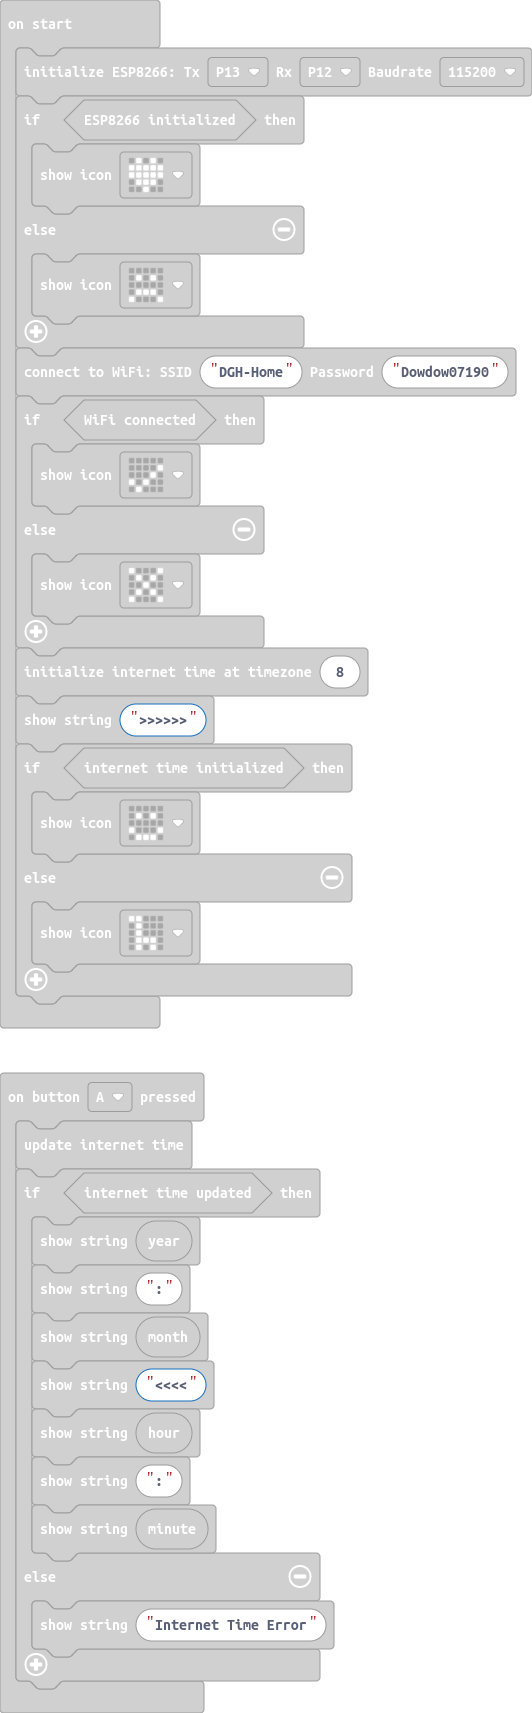 on start
initialize ESP8266: Tx P13 Rx P12 Baudrate 115200
if ESP8266 initialized then
show icon
else
show icon
connect to WiFi: SSID "DGH-Home" Password "Dowdow07190"
if WiFi connected then
show icon
else
show icon
initialize internet time at timezone 8
show string ">>>>>>"
if internet time initialized then
show icon
else
show icon
on button A pressed
update internet time
if internet time updated then
show string year
show string ":"
show string month
show string "<<<<"
show string hour
show string ":"
show string minute
else
show string "Internet Time Error"